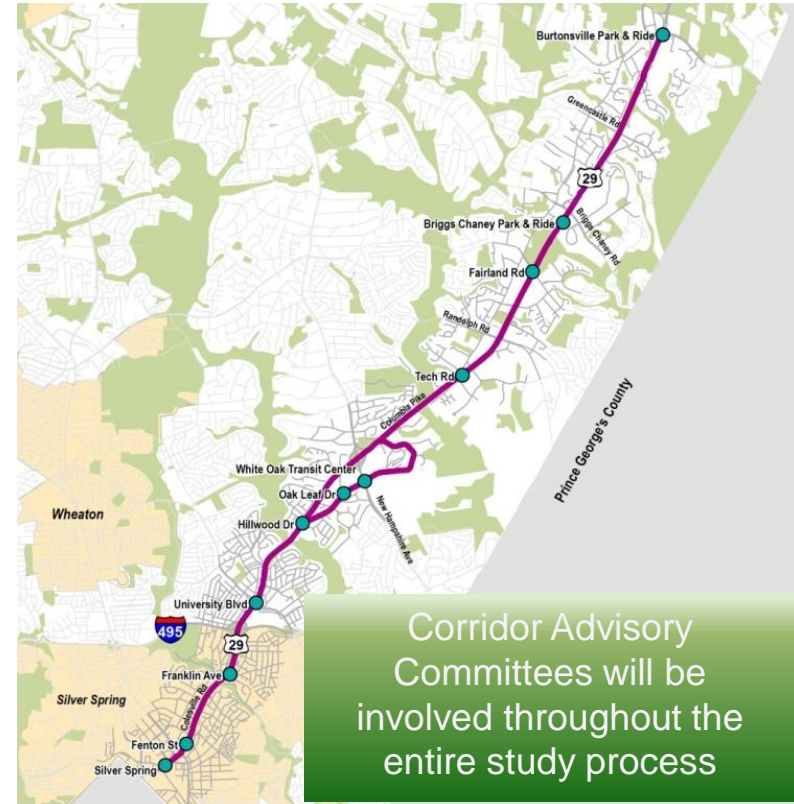 Burtonsville Park & Ride
Greencastle Rd
29
Briggs Chaney Park & Ride
Briggs Chaney Rd
Fairland Rd
Randolph Rd
Tech Rd
Columbia Pike
Prince George's County
White Oak Transit Center
Oak Leaf Dr
New Hampshire Ave
Wheaton
Hillwood Dr
University Blvd
495
29
Franklin Ave
Colesville Rd
Silver Spring
Fenton St
Silver Spring
Corridor Advisory
Committees will be
involved throughout the
entire study process